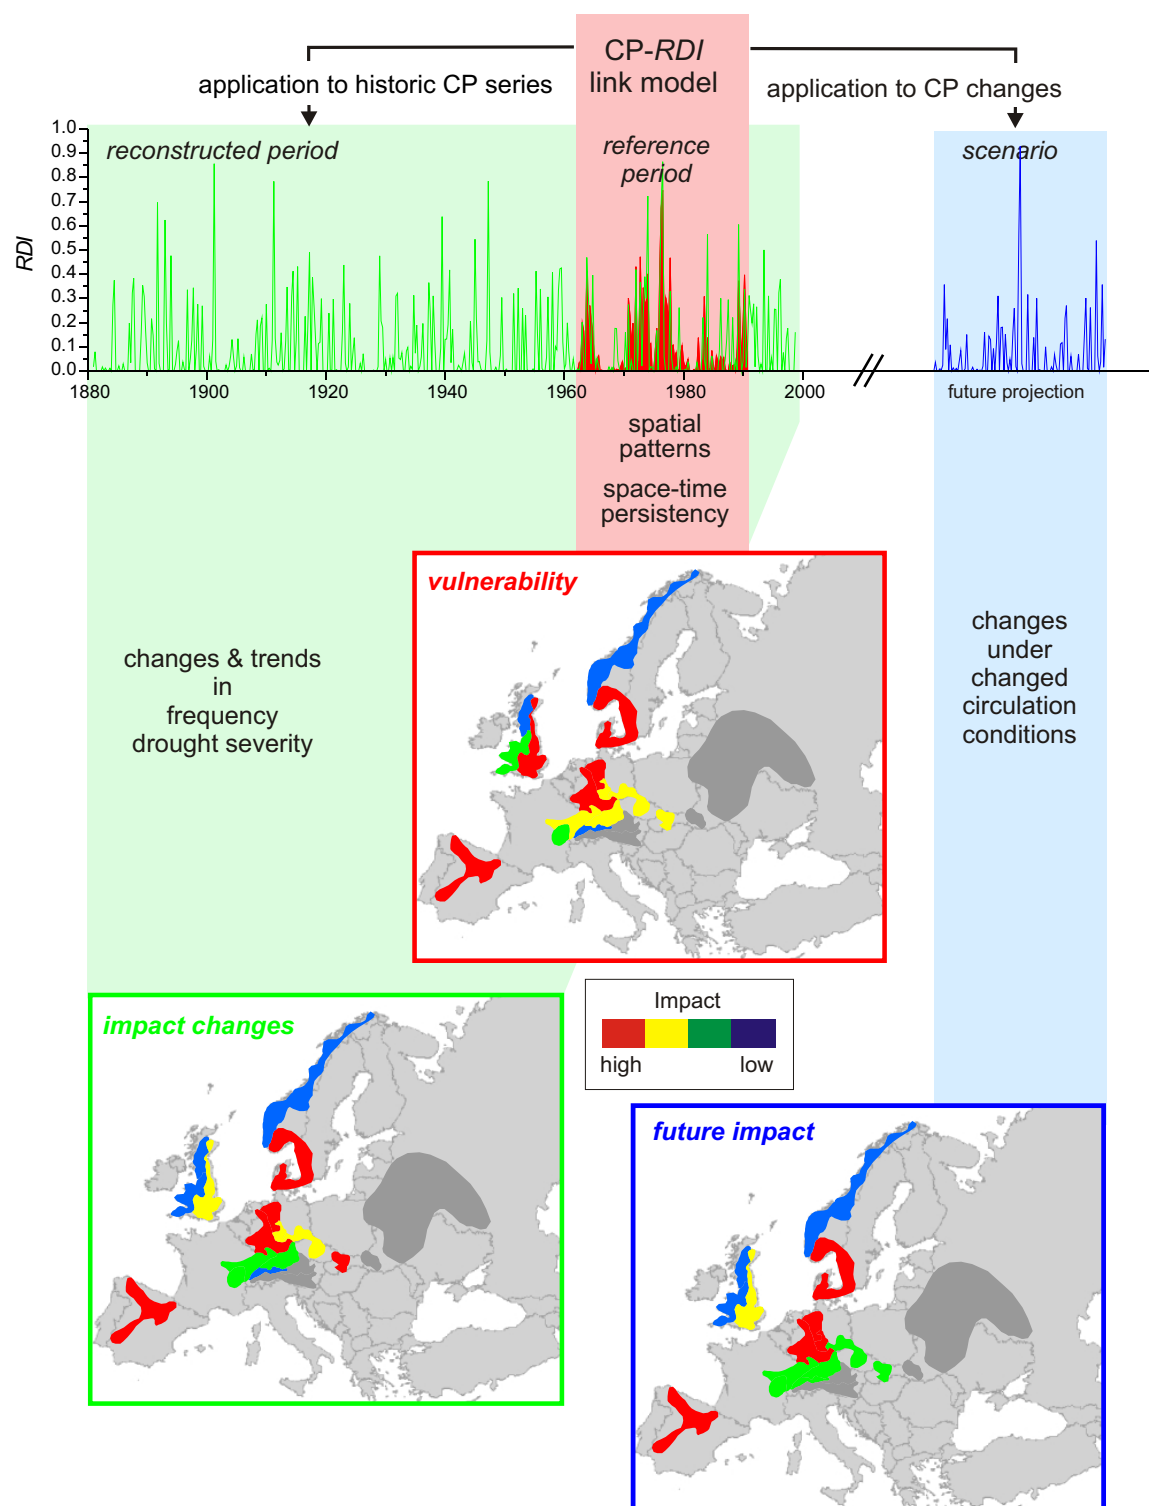 CP-RDI
link model
application to historic CP series
application to CP changes
reconstructed period
reference
period
scenario
RDI
1.0
0.9
0.8
0.7
0.6
0.5
0.4
0.3
0.2
0.1
0.0
1880
1900
1920
1940
1960
1980
2000
future projection
spatial
patterns
space-time
persistency
vulnerability
changes & trends
in
frequency
drought severity
changes
under
changed
circulation
conditions
impact changes
Impact
high
low
future impact